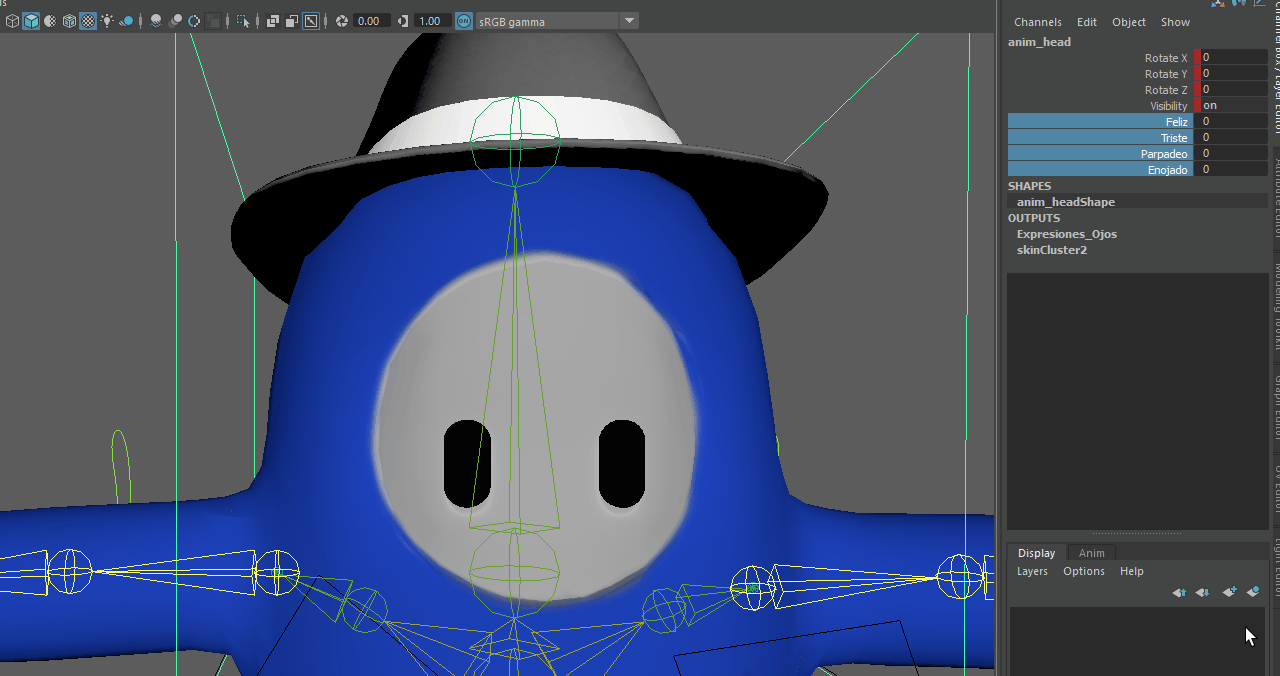 0.00 1.00 ON sRGB gamma
Channels Edit Object Show
anim_head
Rotate X 0
Rotate Y 0
Rotate Z 0
Visibility on
Feliz 0
Triste 0
Parpadeo 0
Enojado 0
SHAPES
anim_headShape
OUTPUTS
Expresiones_Ojos
skinCluster2
Display Anim
Layers Options Help